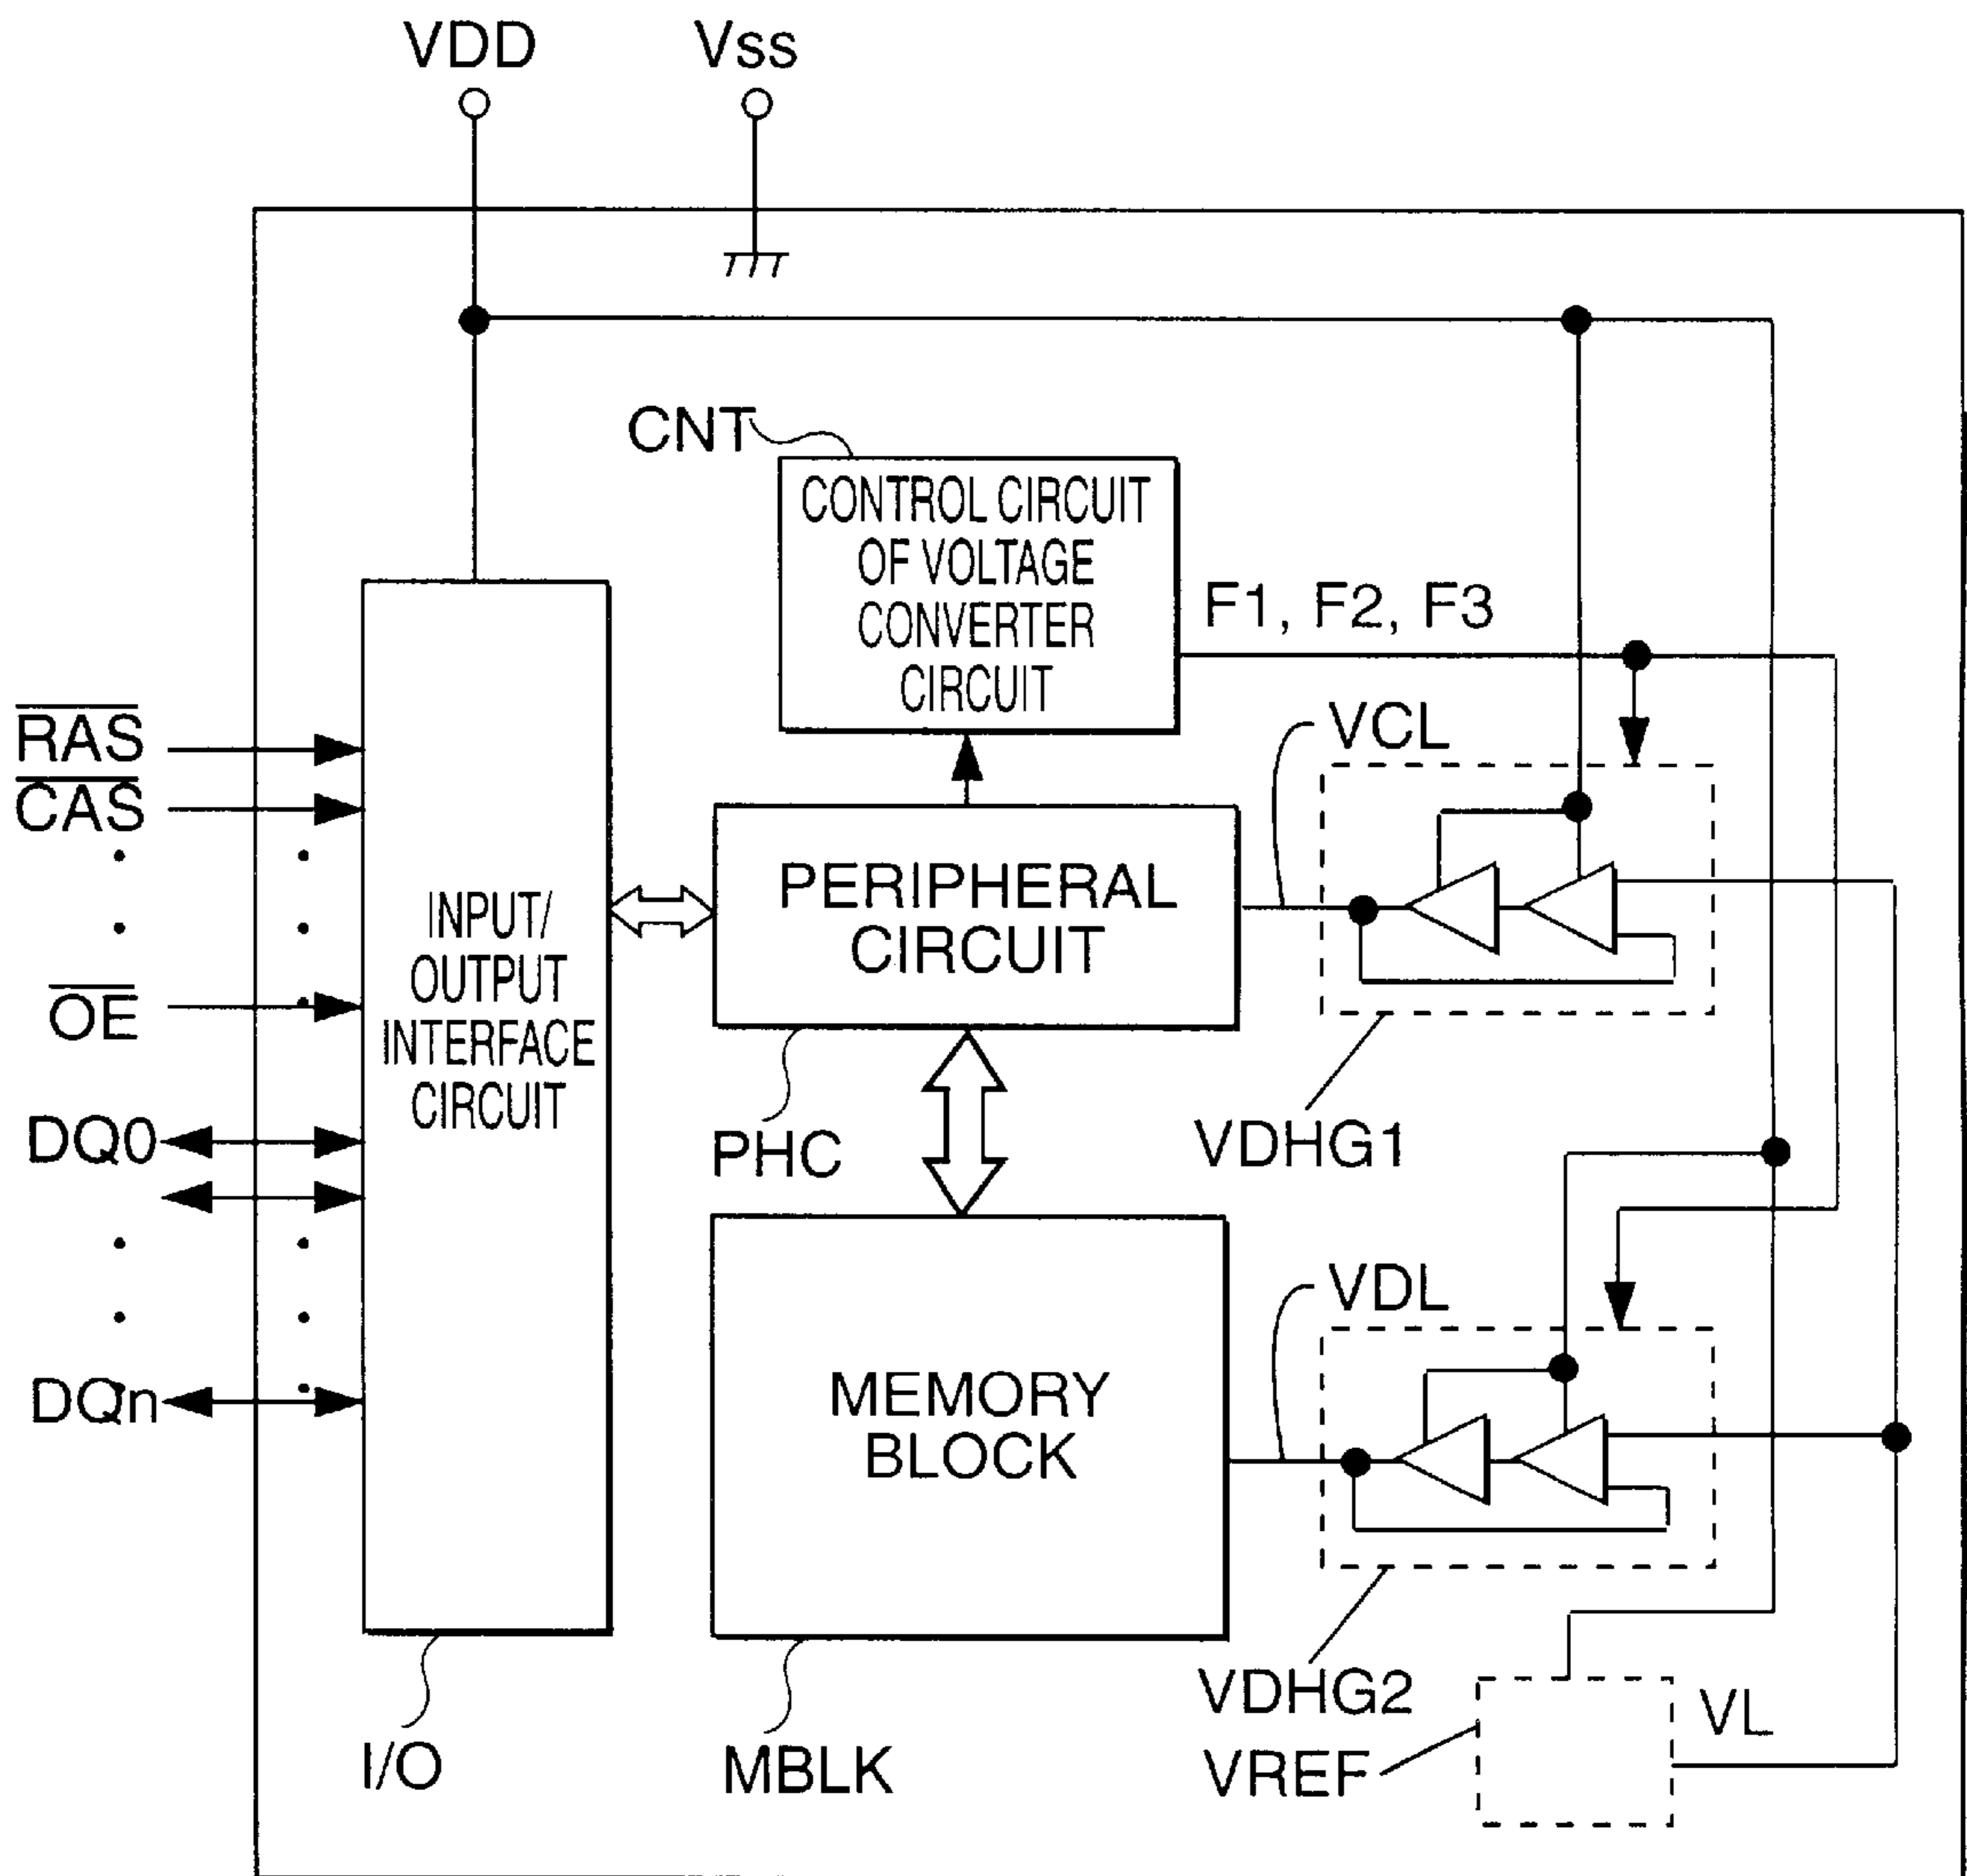 VDD
Vss
CNT
CONTROL CIRCUIT
OF VOLTAGE
CONVERTER
CIRCUIT
F1, F2, F3
RAS
CAS
OE
DQ0
DQn
INPUT/
OUTPUT
INTERFACE
CIRCUIT
I/O
PERIPHERAL
CIRCUIT
PHC
VCL
VDHG1
MEMORY
BLOCK
MBLK
VDL
VDHG2
VREF
VL